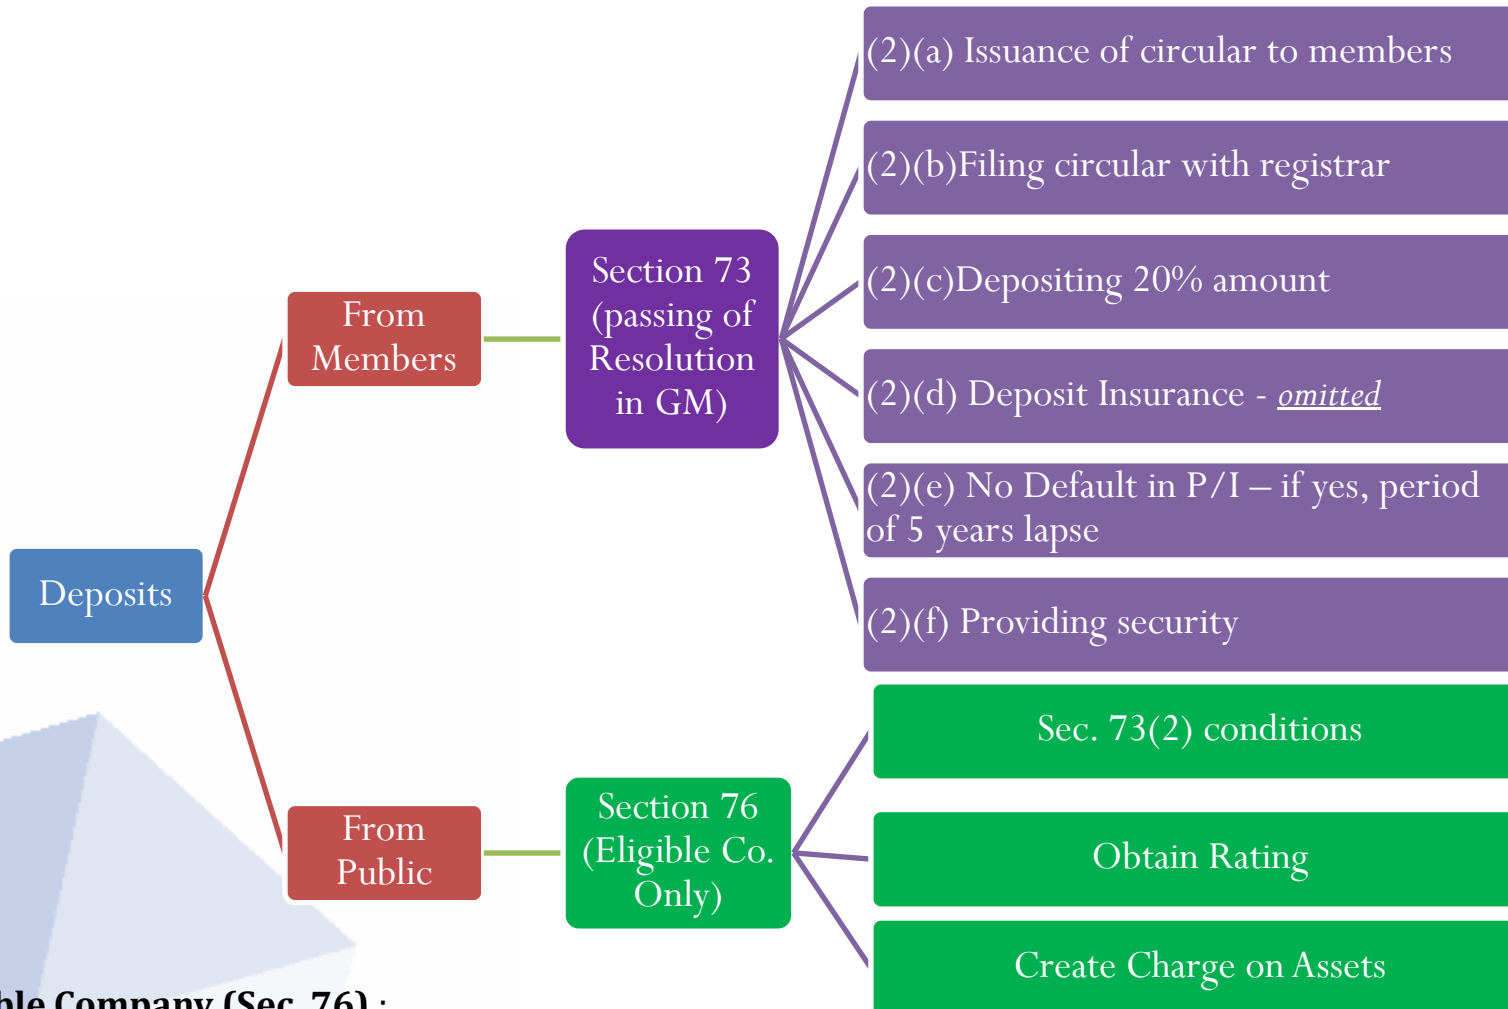 Deposits
From
Members
Section 73
(passing of
Resolution
in GM)
(2)(a) Issuance of circular to members
(2)(b)Filing circular with registrar
(2)(c)Depositing 20% amount
(2)(d) Deposit Insurance - omitted
(2)(e) No Default in P/I – if yes, period
of 5 years lapse
(2)(f) Providing security
From
Public
Section 76
(Eligible Co.
Only)
Sec. 73(2) conditions
Obtain Rating
Create Charge on Assets
Company (Sec. 76) :